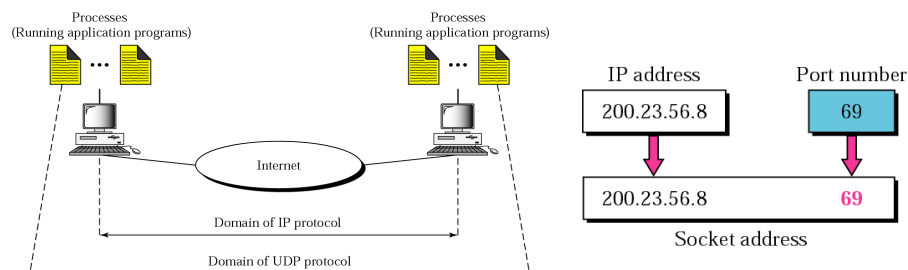 Processes
(Running application programs)
Processes
(Running application programs)
Internet
Domain of IP protocol
Domain of UDP protocol
IP address
Port number
200.23.56.8
69
200.23.56.8
69
Socket address